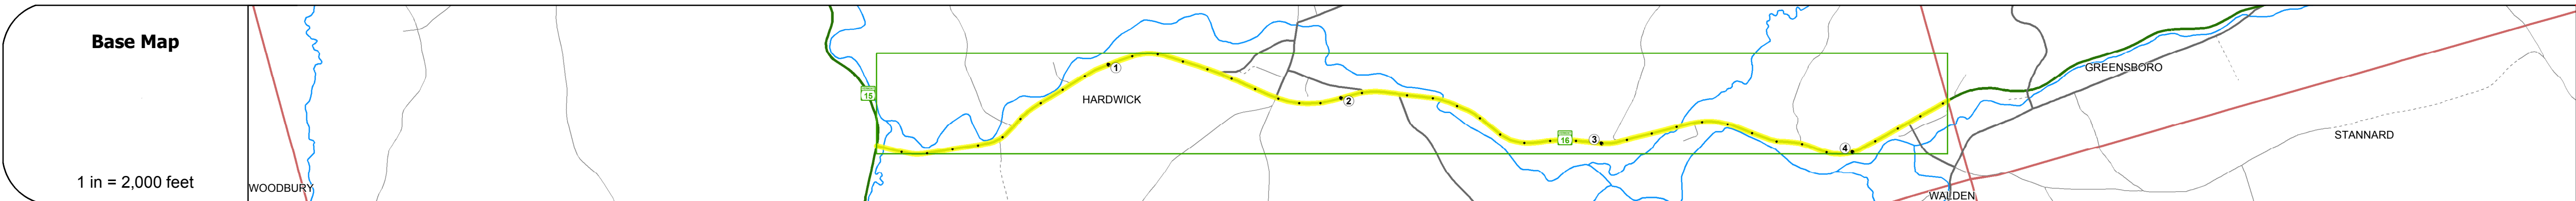 Base Map
1 in = 2,000 feet
WOODBURY
15
1
HARDWICK
2
16
3
4
GREENSBORO
STANNARD
WALDEN